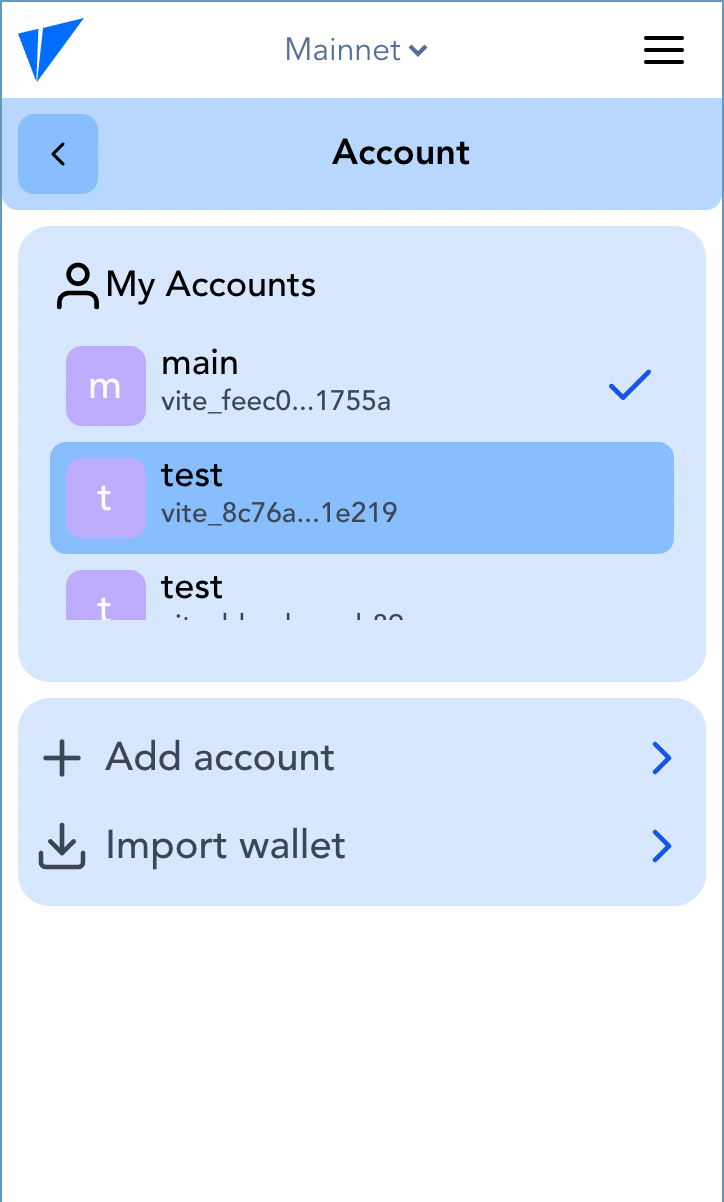 Mainnet
Account
My Accounts
m
main
vite_feec0...1755a
t
test
vite_8c76a...1e219
t
test
Add account
Import wallet